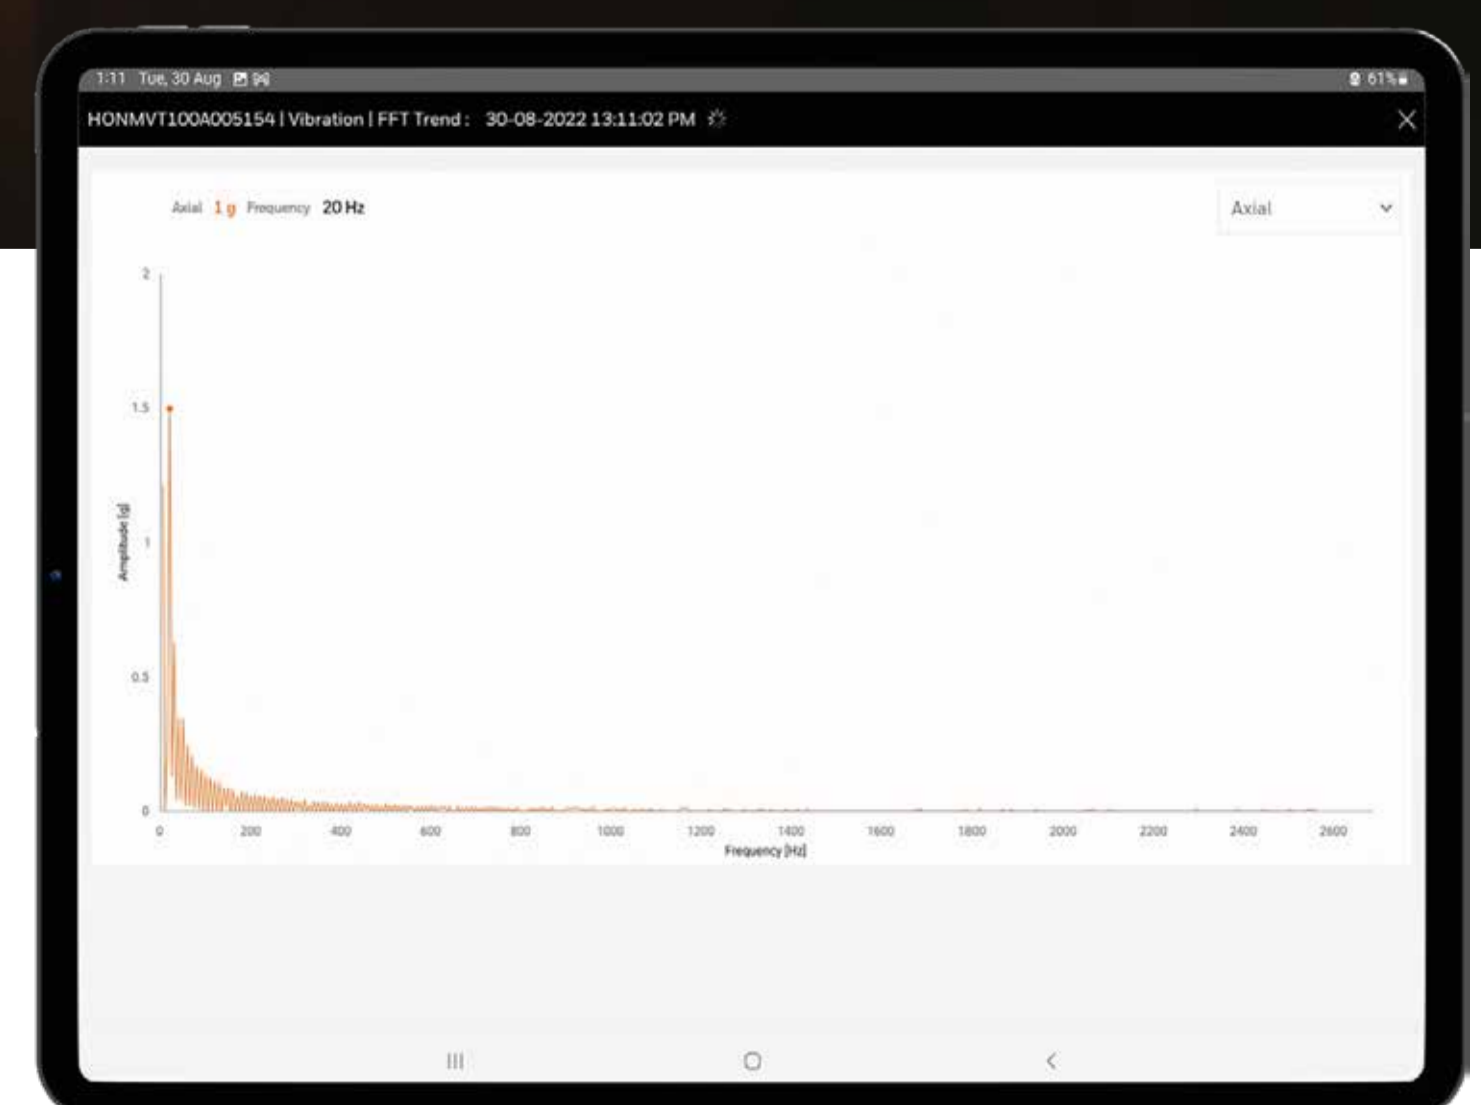 1:11 Tue, 30 Aug
61%
HONMVT100A005154 | Vibration | FFT Trend : 30-08-2022 13:11:02 PM
Axial 1 g Frequency 20 Hz
Axial
2
1.5
1
0.5
0
Amplitude [g]
0 200 400 600 800 1000 1200 1400 1600 1800 2000 2200 2400 2600
Frequency [Hz]